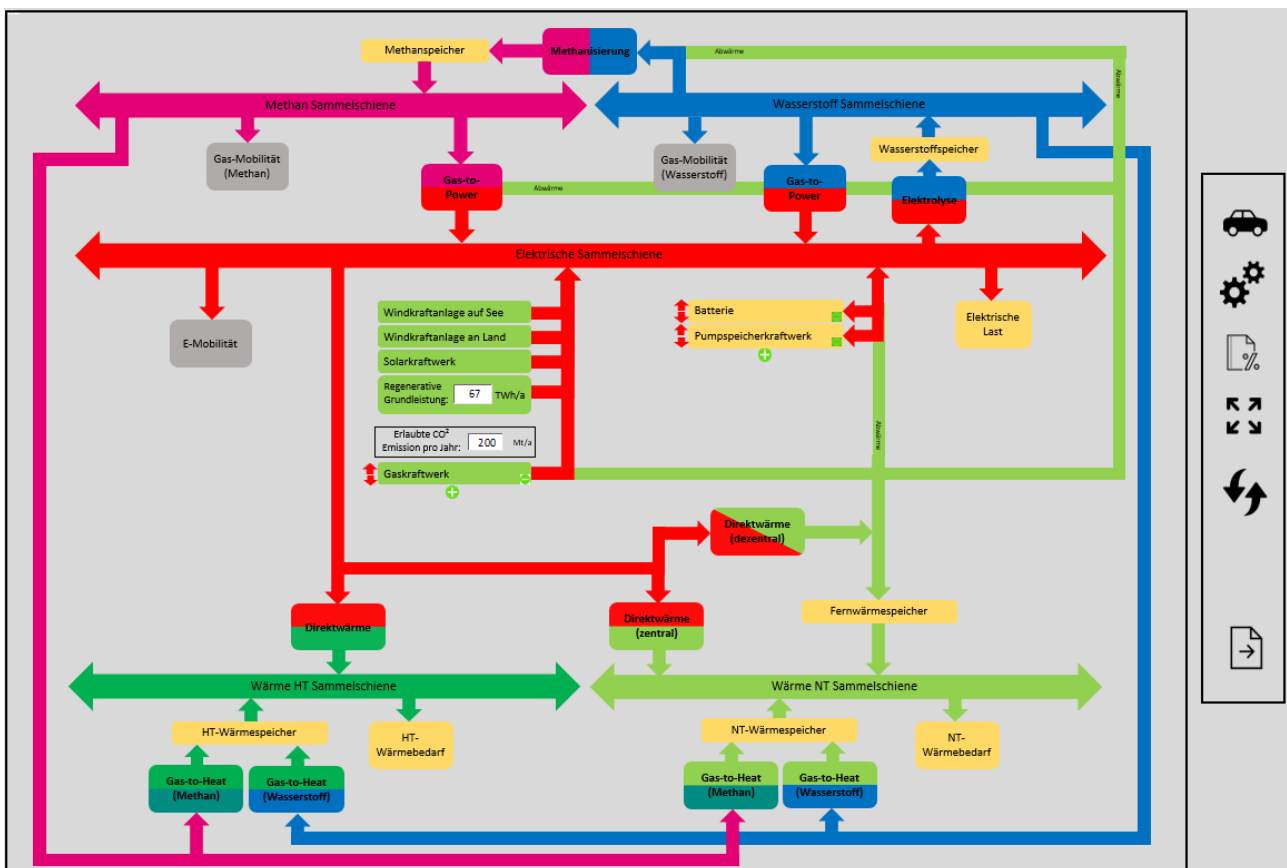 Methanspeicher
Methanisierung
Abwärme
Abwärme
Methan Sammelschiene
Wasserstoff Sammelschiene
Gas-Mobilität
(Methan)
Gas-to-
Power
Abwärme
Gas-Mobilität
(Wasserstoff)
Gas-to-
Power
Wasserstoffspeicher
Elektrolyse
Elektrische Sammelschiene
E-Mobilität
Windkraftanlage auf See
Windkraftanlage an Land
Solarkraftwerk
Regenerative
Grundleistung: 67 TWh/a
Erlaubte CO²
Emission pro Jahr: 200 Mt/a
Gaskraftwerk
Batterie
Pumpspeicherkraftwerk
Elektrische
Last
Abwärme
Direktwärme
(dezentral)
Direktwärme
Direktwärme
(zentral)
Fernwärmespeicher
Wärme HT Sammelschiene
Wärme NT Sammelschiene
HT-Wärmespeicher
HT-
Wärmebedarf
NT-Wärmespeicher
NT-
Wärmebedarf
Gas-to-Heat
(Methan)
Gas-to-Heat
(Wasserstoff)
Gas-to-Heat
(Methan)
Gas-to-Heat
(Wasserstoff)
%